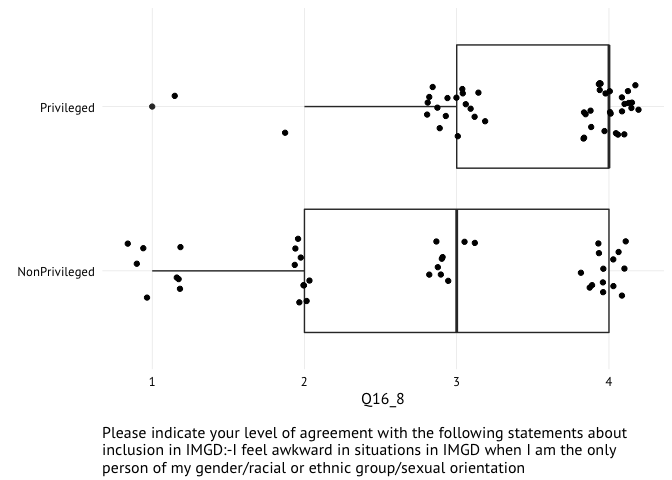 Privileged
NonPrivileged
1 2 3 4
Q16_8
Please indicate your level of agreement with the following statements about
inclusion in IMGD:-I feel awkward in situations in IMGD when I am the only
person of my gender/racial or ethnic group/sexual orientation